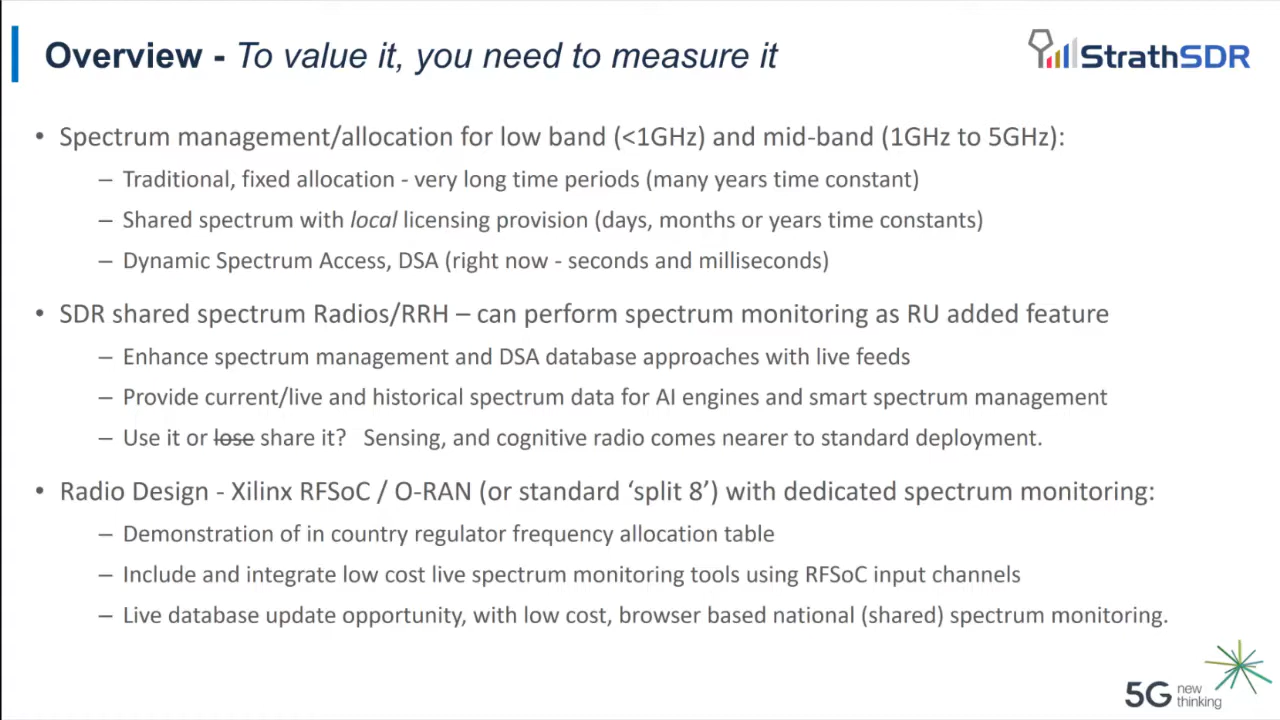 Overview - To value it, you need to measure it
StrathSDR
• Spectrum management/allocation for low band (<1GHz) and mid-band (1GHz to 5GHz):
– Traditional, fixed allocation - very long time periods (many years time constant)
– Shared spectrum with local licensing provision (days, months or years time constants)
– Dynamic Spectrum Access, DSA (right now - seconds and milliseconds)
• SDR shared spectrum Radios/RRH – can perform spectrum monitoring as RU added feature
– Enhance spectrum management and DSA database approaches with live feeds
– Provide current/live and historical spectrum data for AI engines and smart spectrum management
– Use it or lose share it? Sensing, and cognitive radio comes nearer to standard deployment.
• Radio Design - Xilinx RFSoC / O-RAN (or standard ‘split 8’) with dedicated spectrum monitoring:
– Demonstration of in country regulator frequency allocation table
– Include and integrate low cost live spectrum monitoring tools using RFSoC input channels
– Live database update opportunity, with low cost, browser based national (shared) spectrum monitoring.
5G new
thinking